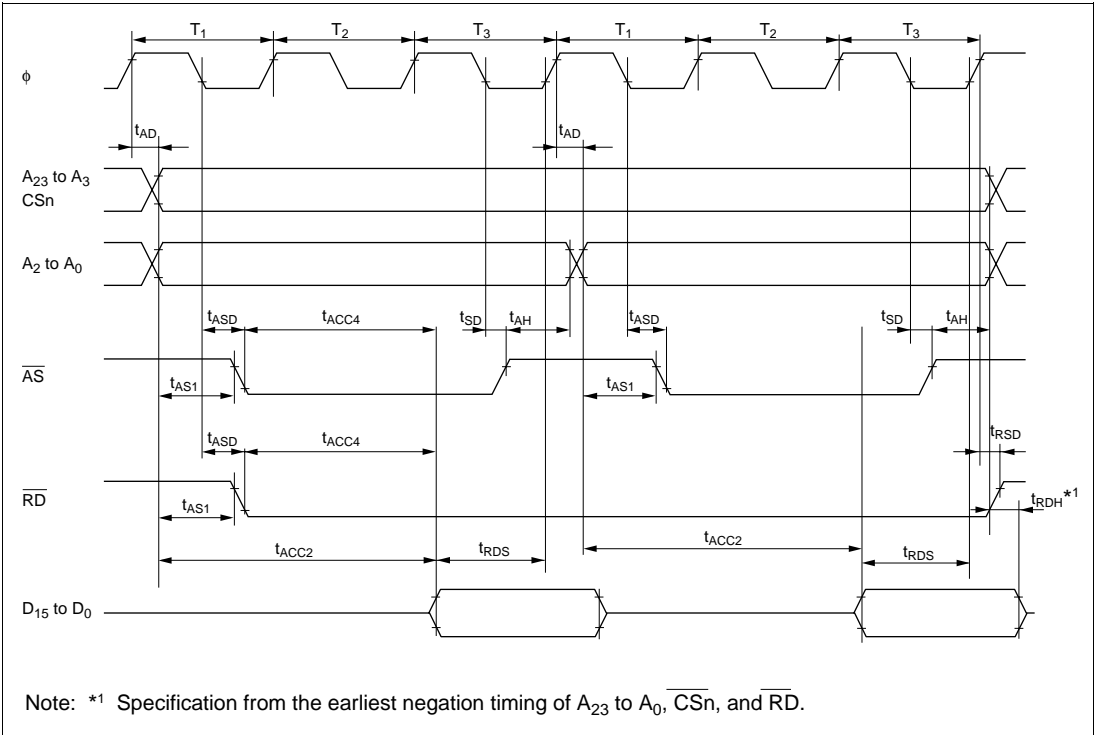 T1 T2 T3 T1 T2 T3
ϕ
tAD tAD
A23 to A3
CSn
A2 to A0
tASD tACC4 tSD tAH tASD tSD tAH
AS
tAS1 tAS1
tASD tACC4 tRSD
RD
tAS1 tRDH*1
tACC2 tRDS tACC2 tRDS
D15 to D0
Note: *1 Specification from the earliest negation timing of A23 to A0, CSn, and RD.